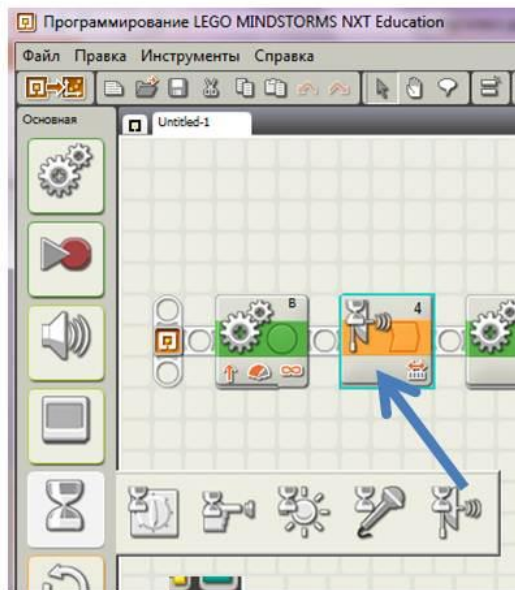 Программирование LEGO MINDSTORMS NXT Education
Файл Правка Инструменты Справка
Основная
Untitled-1
B
4